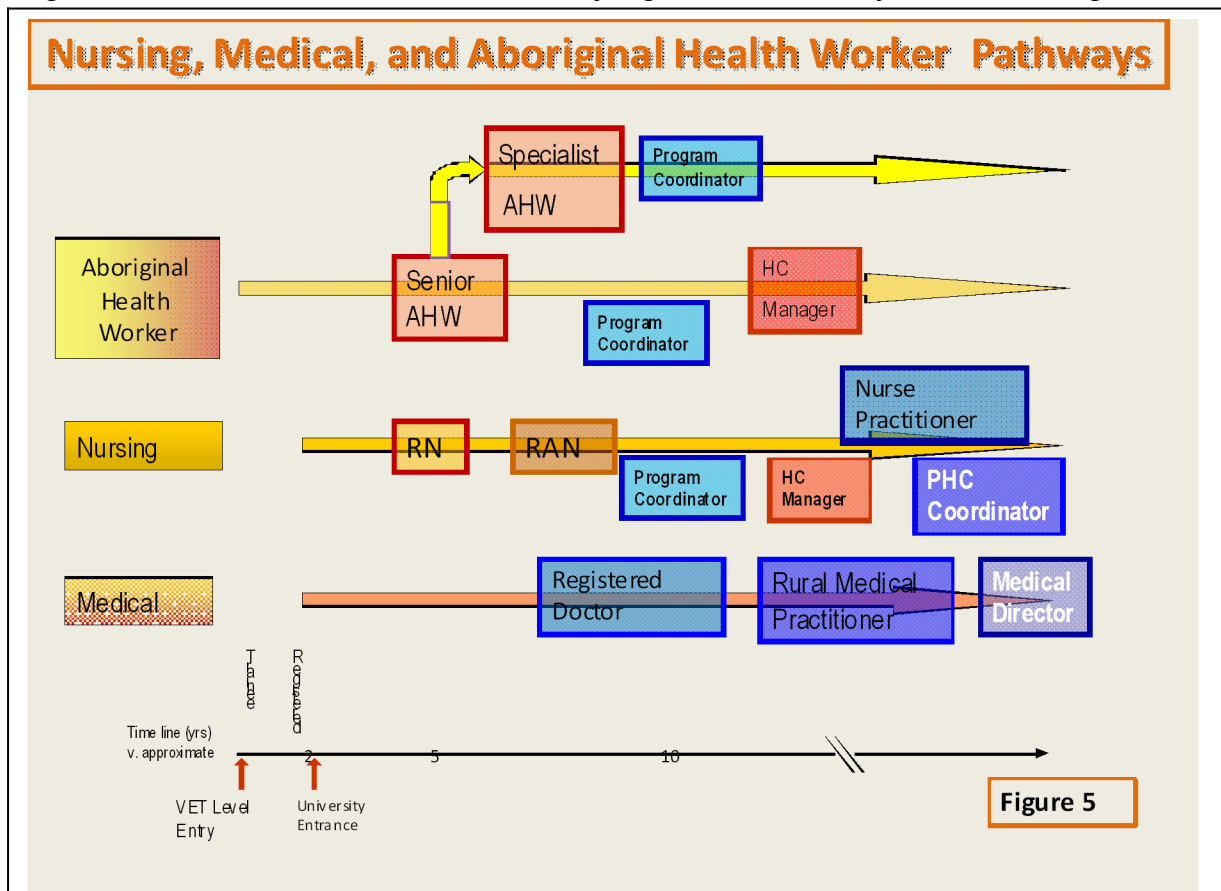 Nursing, Medical, and Aboriginal Health Worker Pathways
Specialist
AHW
Program
Coordinator
Aboriginal
Health
Worker
Senior
AHW
Program
Coordinator
HC
Manager
Nurse
Practitioner
Nursing
RN
RAN
Program
Coordinator
HC
Manager
PHC
Coordinator
Medical
Registered
Doctor
Rural Medical
Practitioner
Medical
Director
Trainee
Registered
Time line (yrs)
v. approximate
2
5
10
VET Level
Entry
University
Entrance
Figure 5